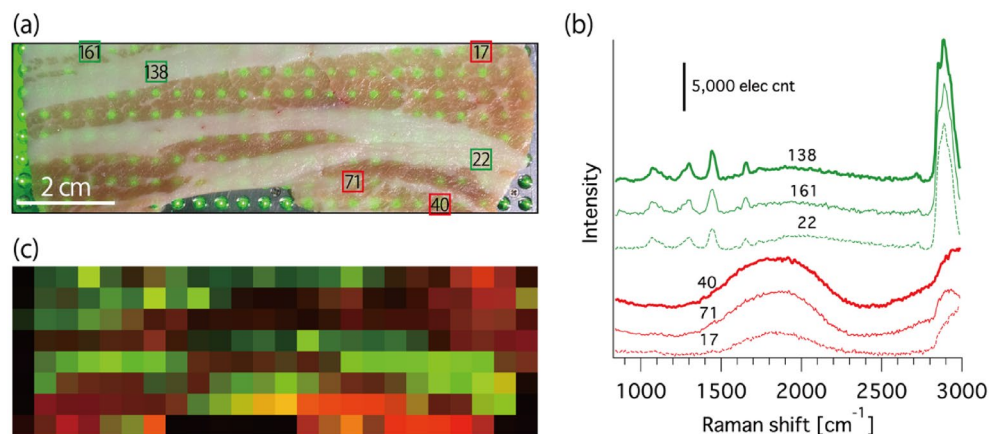 (a)
161
138
17
22
71
40
2 cm
(b)
5,000 elec cnt
138
161
22
40
71
17
Intensity
1000
1500
2000
2500
3000
Raman shift [cm⁻¹]
(c)